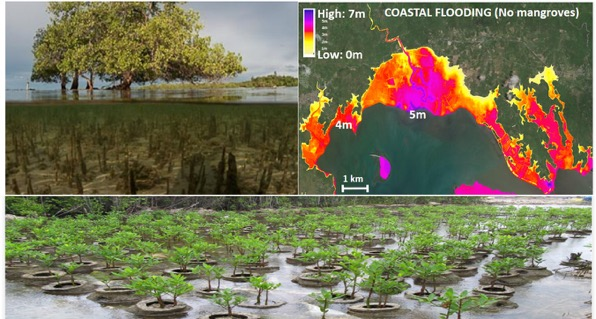 COASTAL FLOODING (No mangroves)
High: 7m
Low: 0m
4m
5m
1 km